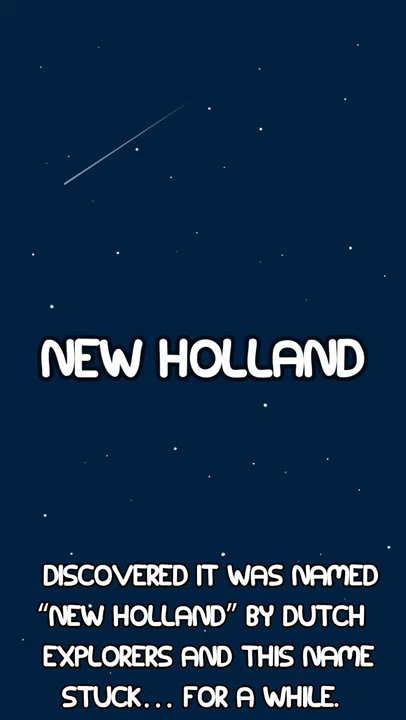 NEW HOLLAND
DISCOVERED IT WAS NAMED
“NEW HOLLAND” BY DUTCH
EXPLORERS AND THIS NAME
STUCK... FOR A WHILE.